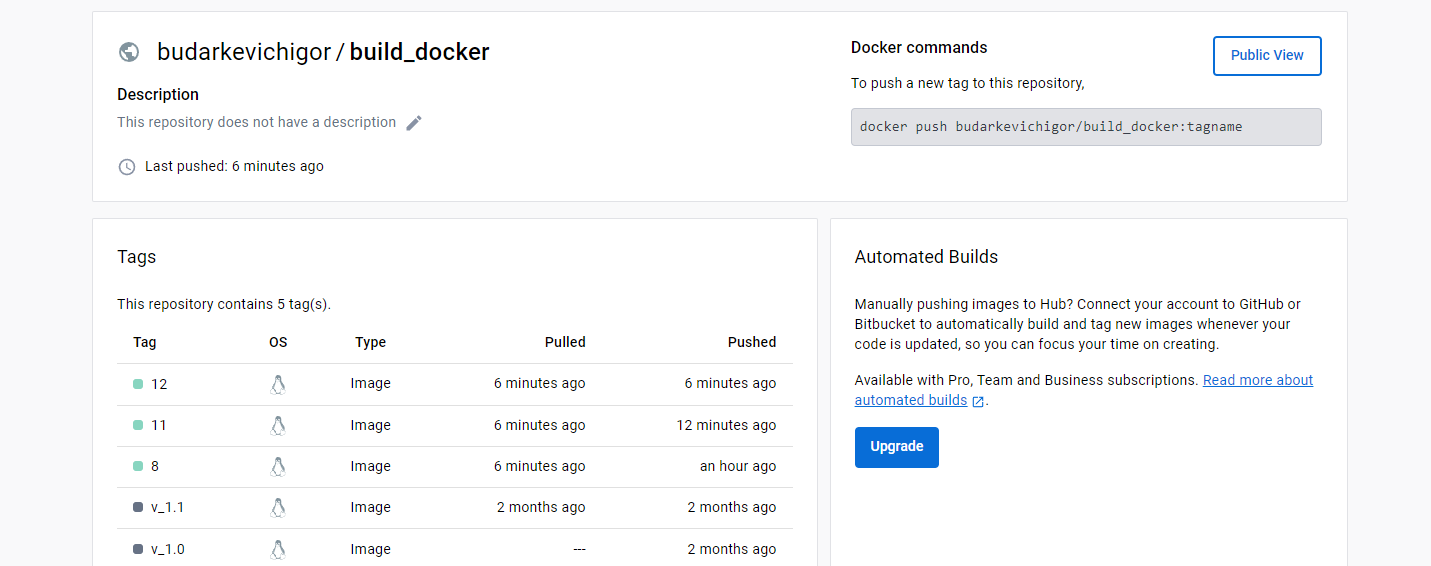 budarkevichigor / build_docker
Description
This repository does not have a description
Last pushed: 6 minutes ago
Docker commands
Public View
To push a new tag to this repository,
docker push budarkevichigor/build_docker:tagname
Tags
This repository contains 5 tag(s).
Tag OS Type Pulled Pushed
12 Image 6 minutes ago 6 minutes ago
11 Image 6 minutes ago 12 minutes ago
8 Image 6 minutes ago an hour ago
v_1.1 Image 2 months ago 2 months ago
v_1.0 Image --- 2 months ago
Automated Builds
Manually pushing images to Hub? Connect your account to GitHub or
Bitbucket to automatically build and tag new images whenever your
code is updated, so you can focus your time on creating.
Available with Pro, Team and Business subscriptions. Read more about
automated builds .
Upgrade